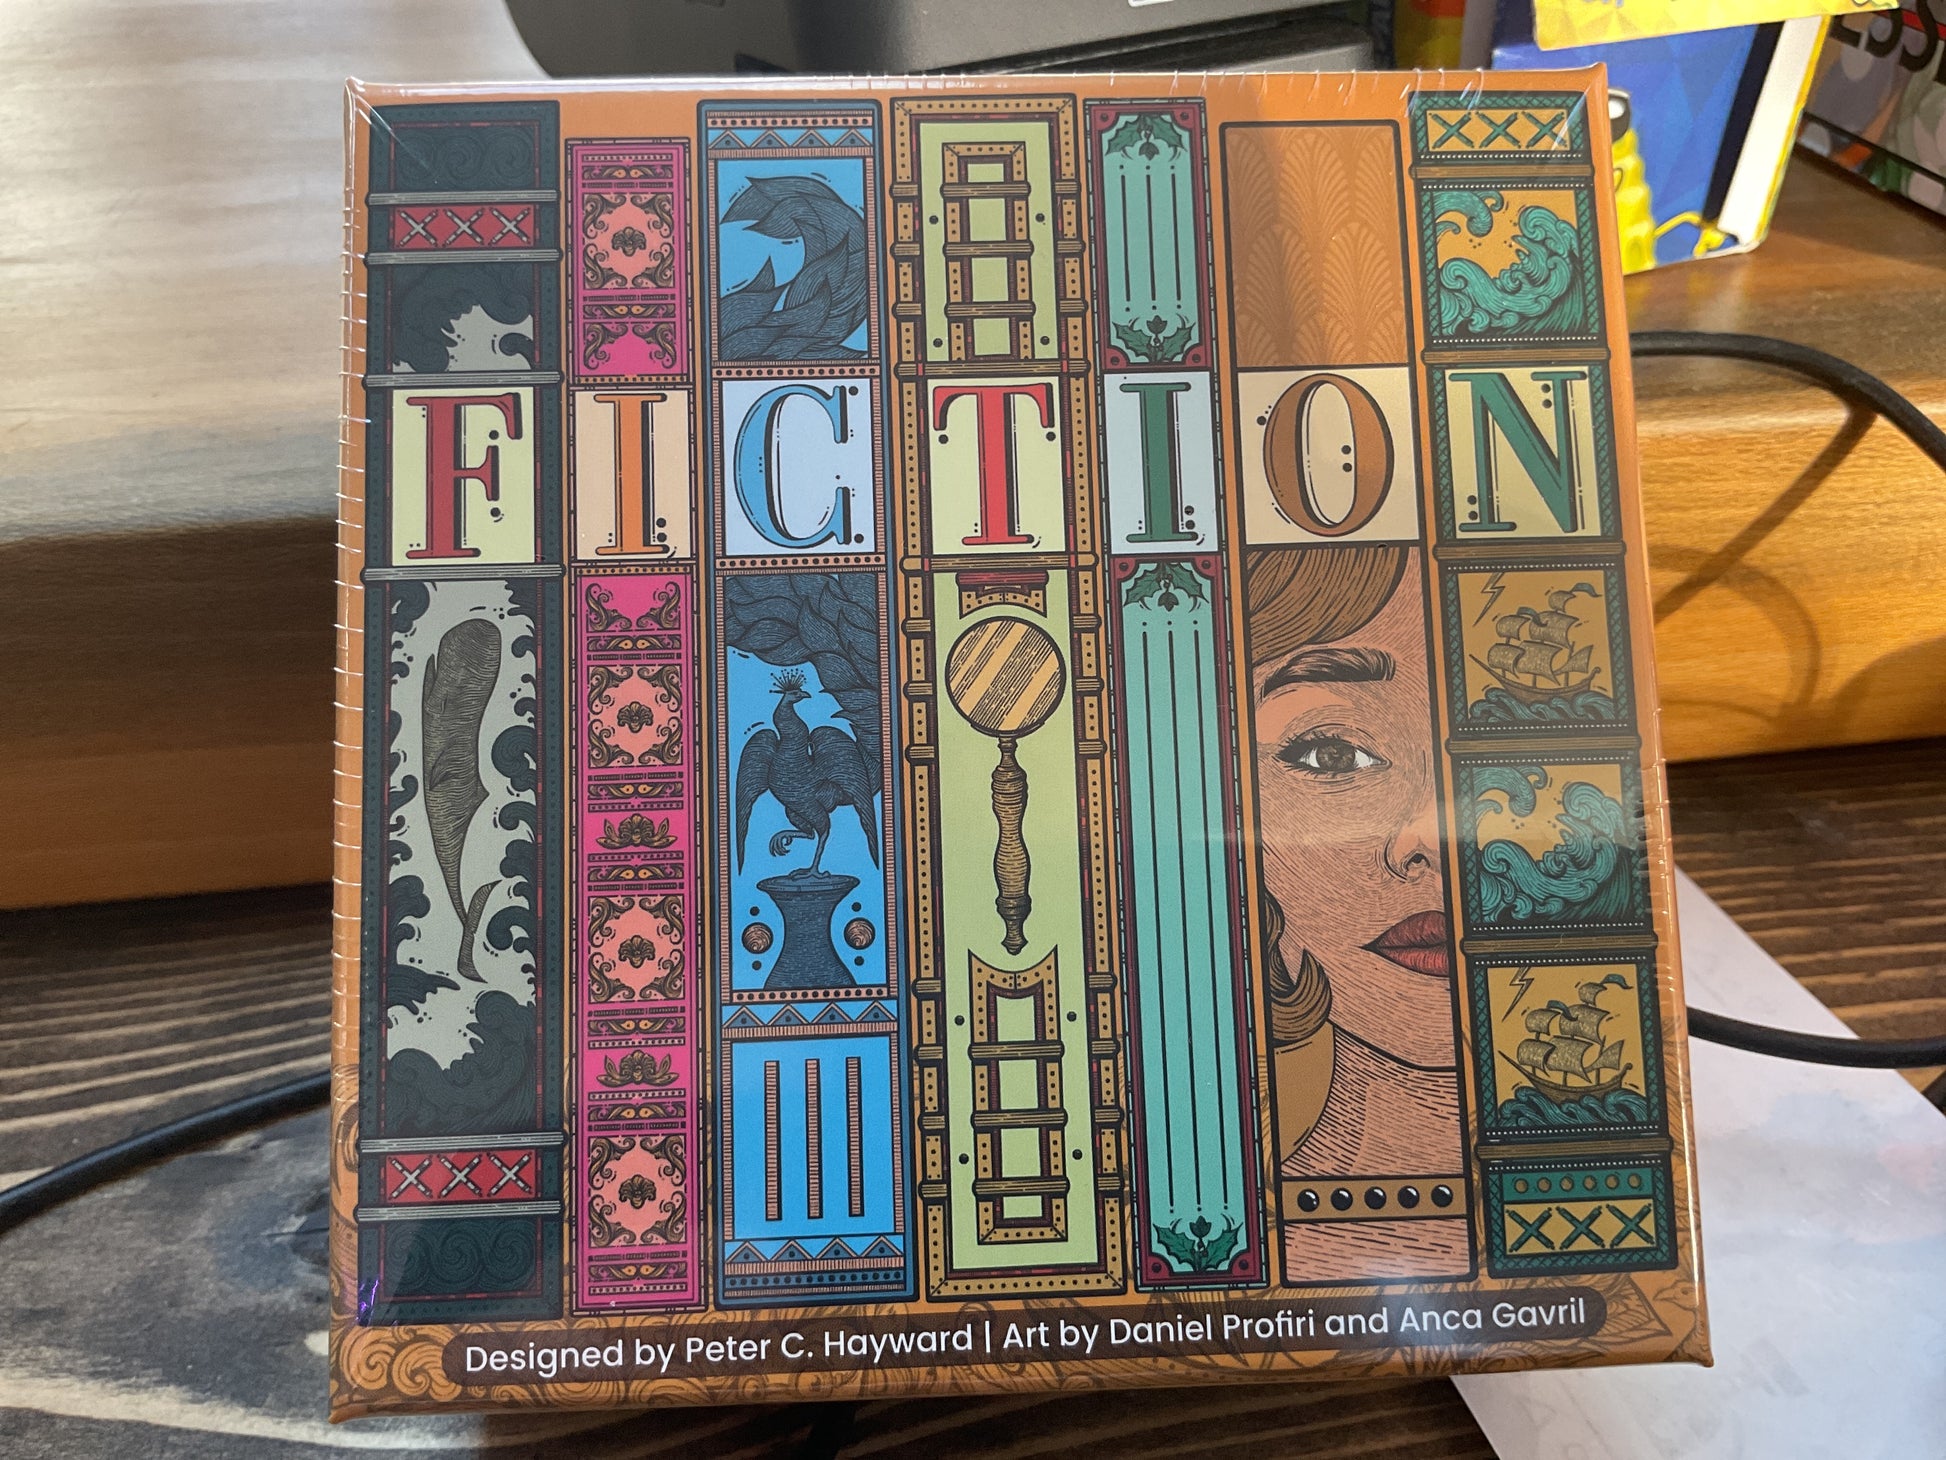 FICTION
Designed by Peter C. Hayward | Art by Daniel Profiri and Anca Gavril